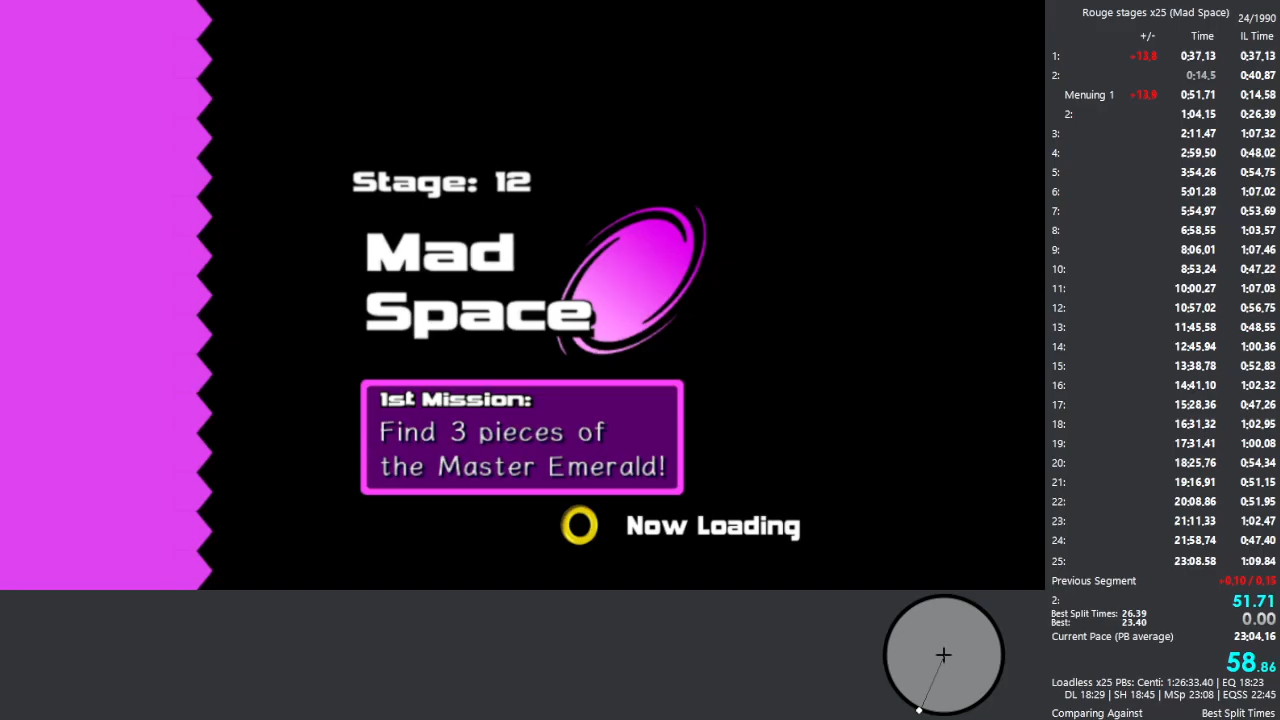 Stage: 12
Mad
Space
1st Mission:
Find 3 pieces of
the Master Emerald!
Now Loading
Rouge stages x25 (Mad Space) 24/1990
+/- Time IL Time
1: +13,8 0:37,13 0:37,13
2: 0:14,5 0:40,87
Menuing 1 +13,9 0:51,71 0:14,58
2: 1:04,15 0:26,39
3: 2:11,47 1:07,32
4: 2:59,50 0:48,02
5: 3:54,26 0:54,75
6: 5:01,28 1:07,02
7: 5:54,97 0:53,69
8: 6:58,55 1:03,57
9: 8:06,01 1:07,46
10: 8:53,24 0:47,22
11: 10:00,27 1:07,03
12: 10:57,02 0:56,75
13: 11:45,58 0:48,55
14: 12:45,94 1:00,36
15: 13:38,78 0:52,83
16: 14:41,10 1:02,32
17: 15:28,36 0:47,26
18: 16:31,32 1:02,95
19: 17:31,41 1:00,08
20: 18:25,76 0:54,34
21: 19:16,91 0:51,15
22: 20:08,86 0:51,95
23: 21:11,33 1:02,47
24: 21:58,74 0:47,40
25: 23:08.58 1:09.84
Previous Segment +0,10 / 0,15
2: 51.71
Best Split Times: 26.39
Best: 23.40 0.00
Current Pace (PB average) 23:04,16
58.86
Loadless x25 PBs: Centi: 1:26:33.40 | EQ 18:23
DL 18:29 | SH 18:45 | MSp 23:08 | EQSS 22:45
Comparing Against Best Split Times